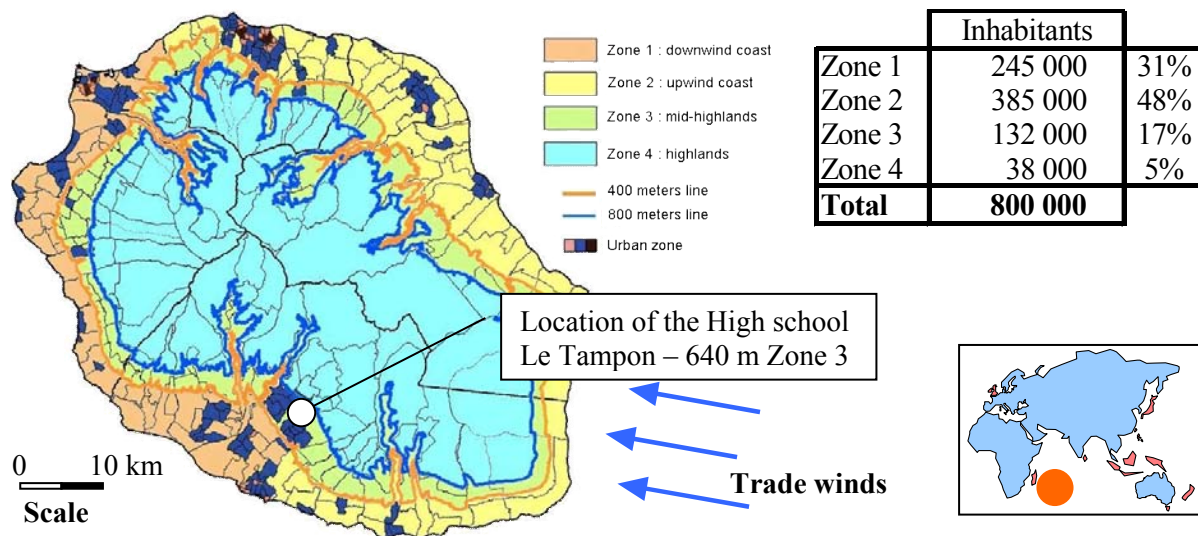 Zone 1 : downwind coast
Zone 2 : upwind coast
Zone 3 : mid-highlands
Zone 4 : highlands
400 meters line
800 meters line
Urban zone
Inhabitants
Zone 1 245 000 31%
Zone 2 385 000 48%
Zone 3 132 000 17%
Zone 4 38 000 5%
Total 800 000
Location of the High school
Le Tampon – 640 m Zone 3
Trade winds
0 10 km
Scale